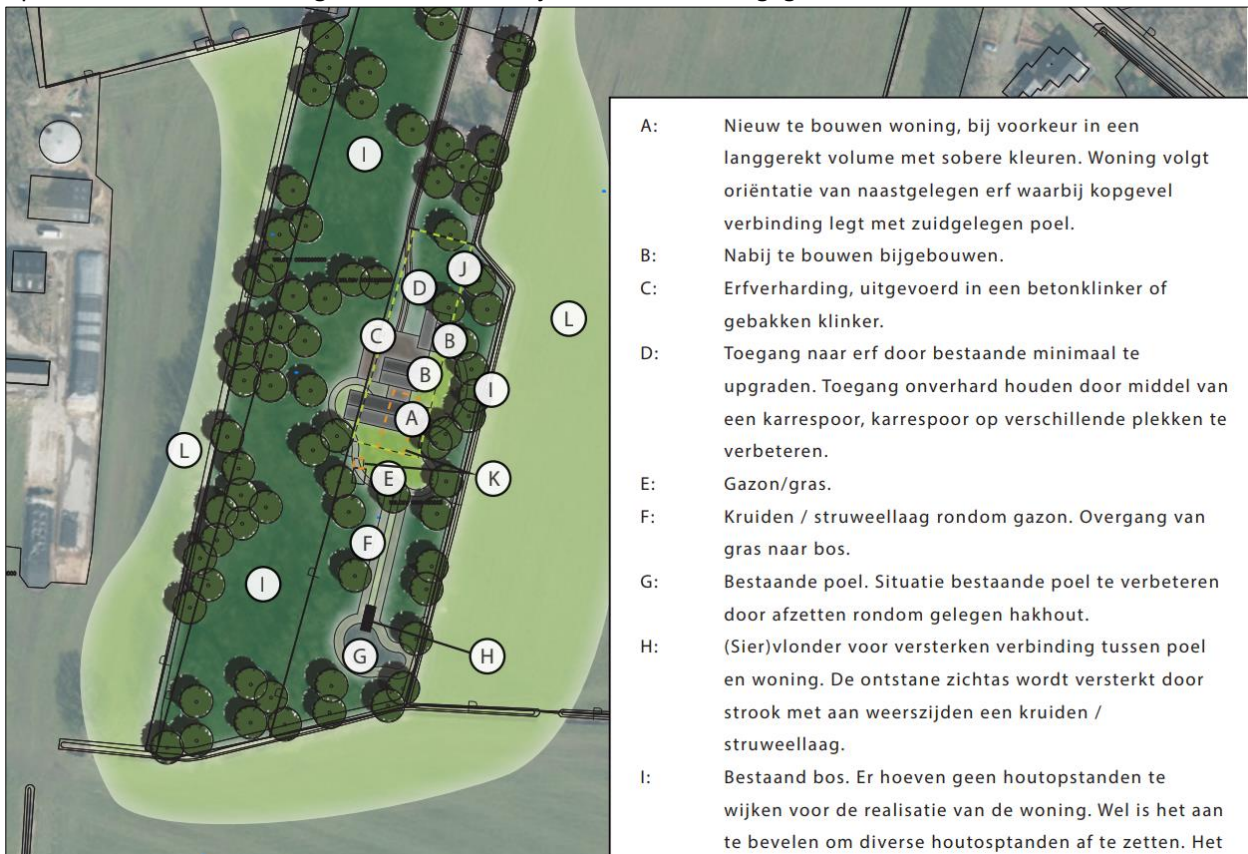 I
J
D
L
C
B
B
I
A
L
K
E
F
I
G
H
A: Nieuw te bouwen woning, bij voorkeur in een
langgerekt volume met sobere kleuren. Woning volgt
oriëntatie van naastgelegen erf waarbij kopgevel
verbinding legt met zuidgelegen poel.
B: Nabij te bouwen bijgebouwen.
C: Erfverharding, uitgevoerd in een betonklinker of
gebakken klinker.
D: Toegang naar erf door bestaande minimaal te
upgraden. Toegang onverhard houden door middel van
een karrespoor, karrespoor op verschillende plekken te
verbeteren.
E: Gazon/gras.
F: Kruiden / struweellaag rondom gazon. Overgang van
gras naar bos.
G: Bestaande poel. Situatie bestaande poel te verbeteren
door afzetten rondom gelegen hakhout.
H: (Sier)vlonder voor versterken verbinding tussen poel
en woning. De ontstane zichtas wordt versterkt door
strook met aan weerszijden een kruiden /
struweellaag.
I: Bestaand bos. Er hoeven geen houtopstanden te
wijken voor de realisatie van de woning. Wel is het aan
te bevelen om diverse houtosptanden af te zetten. Het